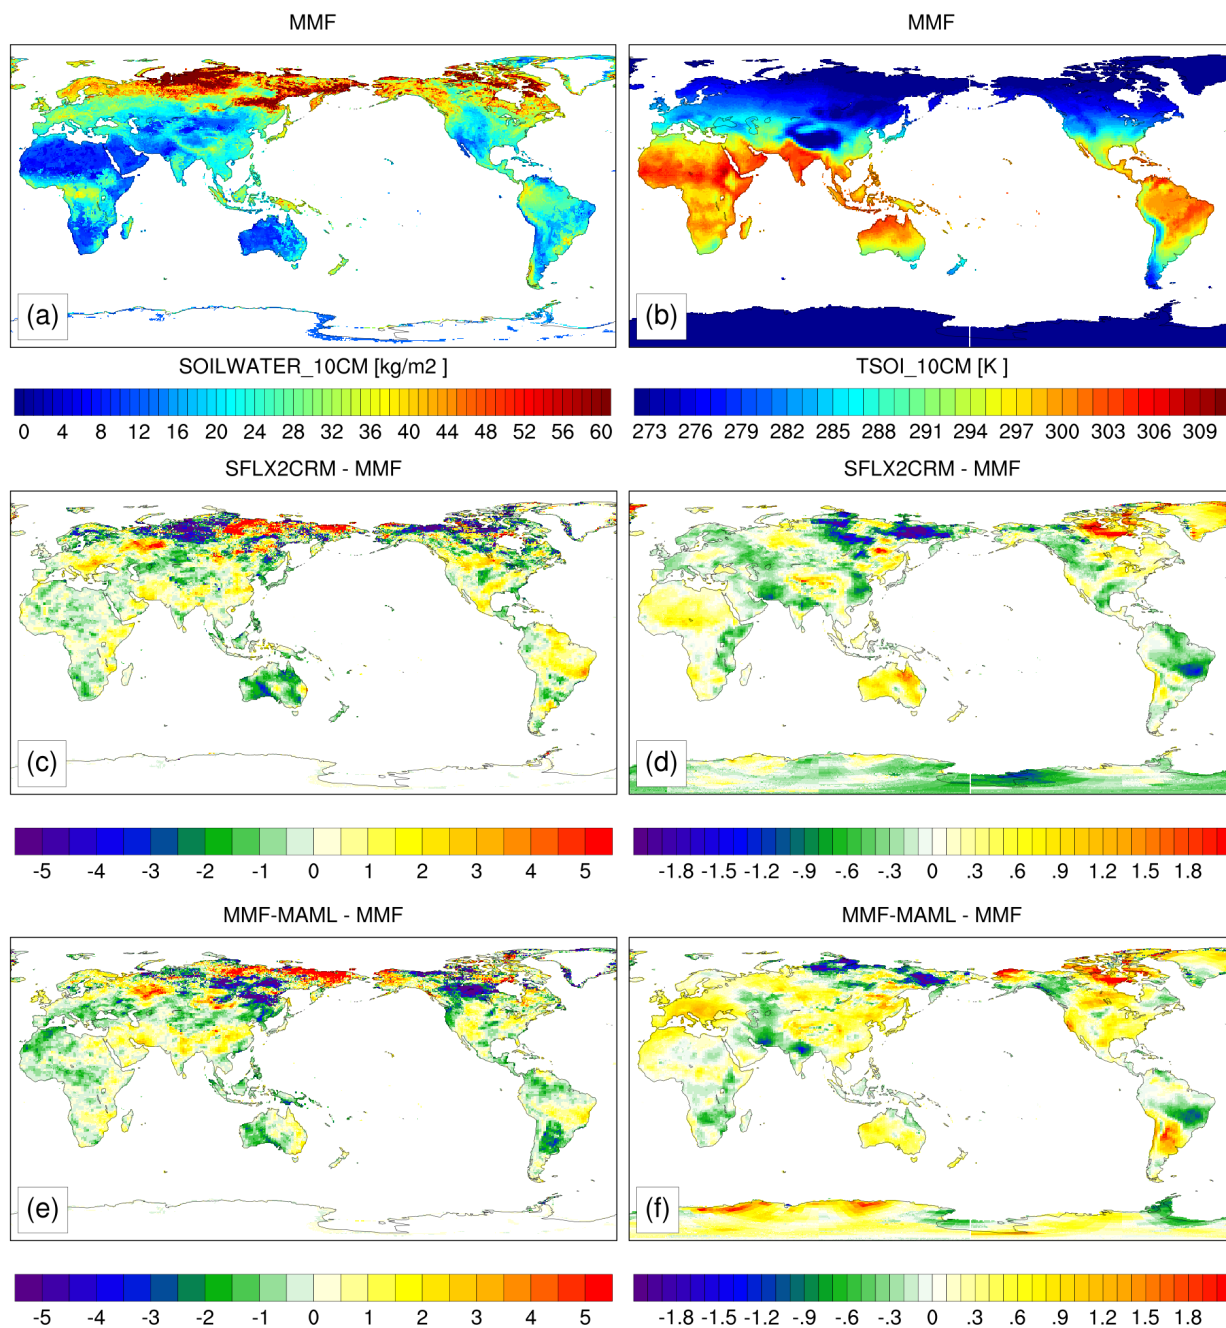 MMF MMF
(a) (b)
SOILWATER_10CM [kg/m2 ] TSOI_10CM [K ]
0 4 8 12 16 20 24 28 32 36 40 44 48 52 56 60 273 276 279 282 285 288 291 294 297 300 303 306 309
SFLX2CRM - MMF SFLX2CRM - MMF
(c) (d)
-5 -4 -3 -2 -1 0 1 2 3 4 5 -1.8 -1.5 -1.2 -.9 -.6 -.3 0 .3 .6 .9 1.2 1.5 1.8
MMF-MAML - MMF MMF-MAML - MMF
(e) (f)
-5 -4 -3 -2 -1 0 1 2 3 4 5 -1.8 -1.5 -1.2 -.9 -.6 -.3 0 .3 .6 .9 1.2 1.5 1.8